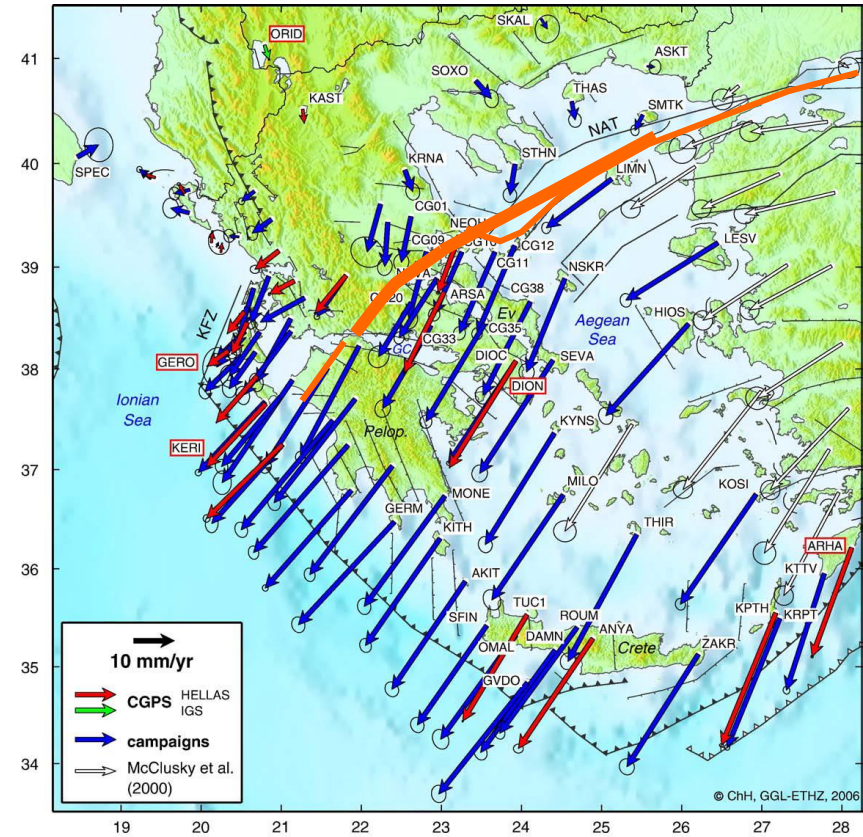 41
40
39
38
37
36
35
34
19
20
21
22
23
24
25
26
27
28
SKAL
ORID
ASKT
SOXO
THAS
KAST
SMTK
NAT
KRNA
STHN
SPEC
LIMN
CG01
NEOH
CG09
CG10
CG12
LESV
CG11
NSKR
ARSA
CG38
Ev
Aegean
Sea
HIOS
KFZ
CG20
CG35
CG33
GC
DIOC
SEVA
GERO
DION
Ionian
Sea
KYNS
Pelop.
KERI
MILO
KOSI
MONE
GERM
THIR
KITH
ARHA
KTTV
AKIT
TUC1
ROUM
KPTH
KRPT
SFIN
DAMN
ANYA
OMAL
Crete
ZAKR
GVDO
10 mm/yr
CGPS
HELLAS
IGS
campaigns
McClusky et al.
(2000)
© ChH, GGL-ETHZ, 2006